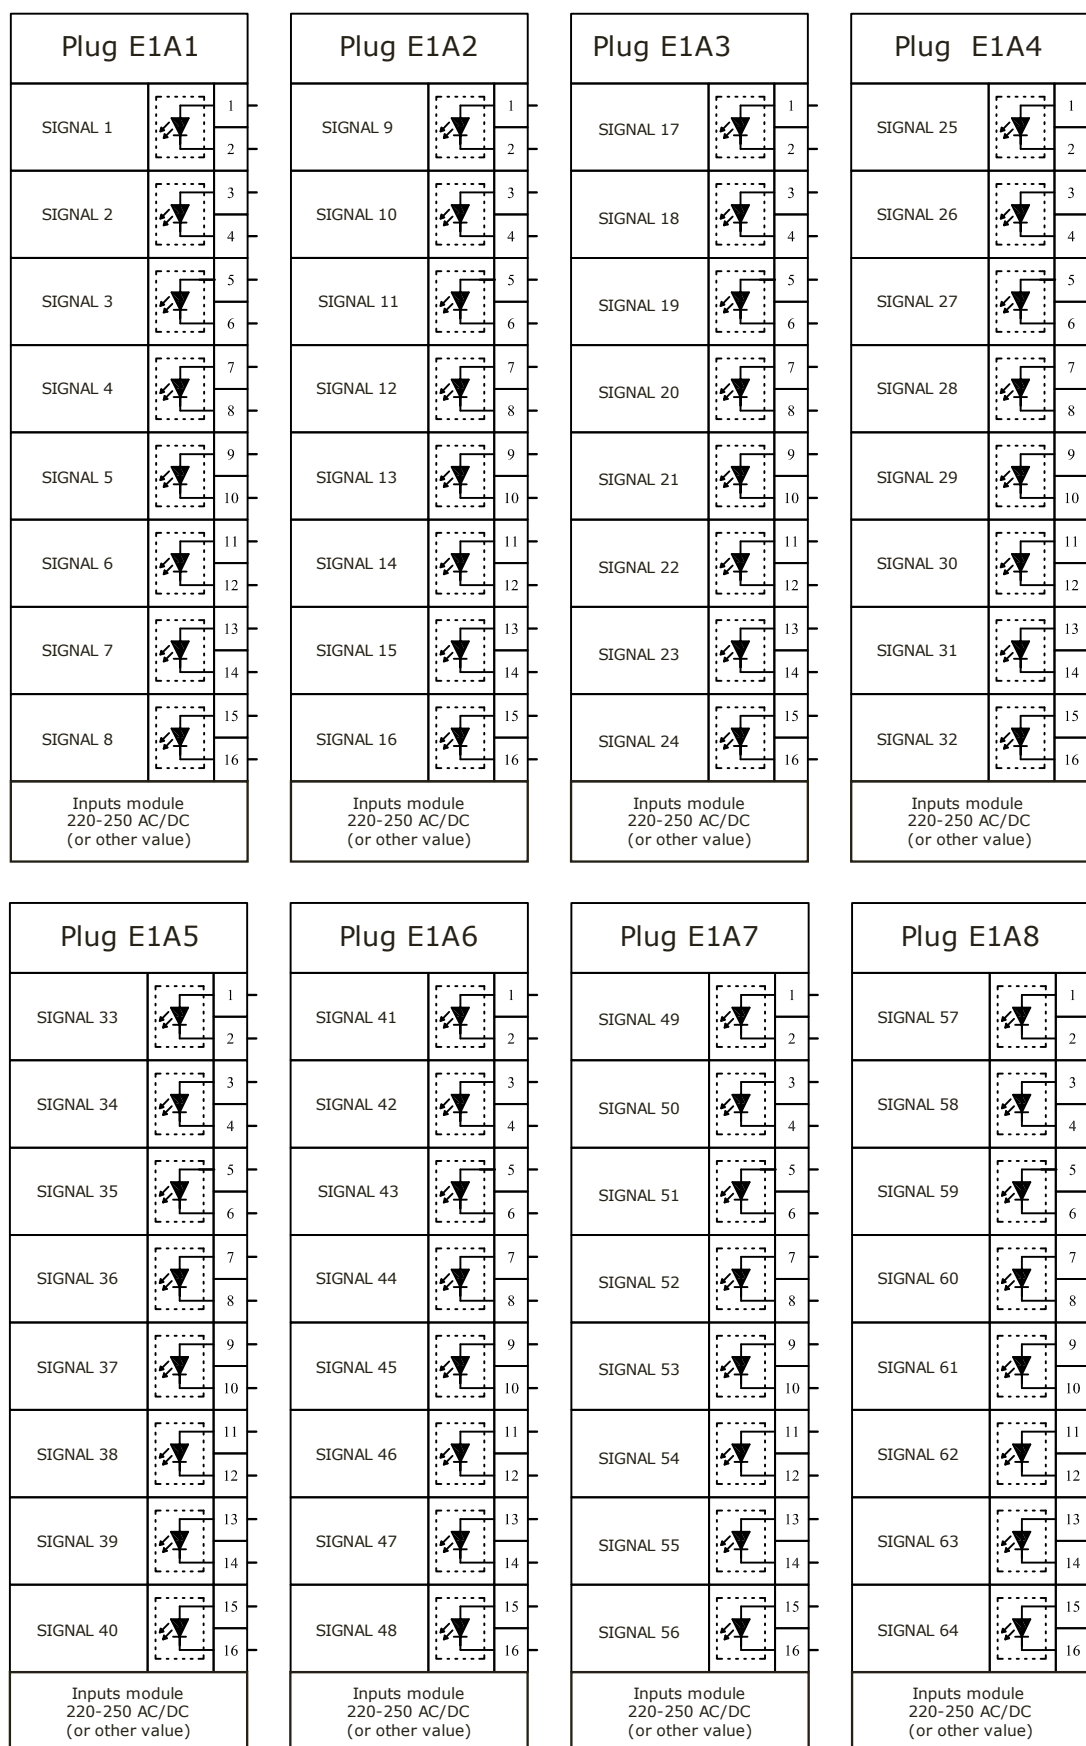 Plug E1A1
SIGNAL 1
1
2
SIGNAL 2
3
4
SIGNAL 3
5
6
SIGNAL 4
7
8
SIGNAL 5
9
10
SIGNAL 6
11
12
SIGNAL 7
13
14
SIGNAL 8
15
16
Inputs module
220-250 AC/DC
(or other value)
Plug E1A2
SIGNAL 9
1
2
SIGNAL 10
3
4
SIGNAL 11
5
6
SIGNAL 12
7
8
SIGNAL 13
9
10
SIGNAL 14
11
12
SIGNAL 15
13
14
SIGNAL 16
15
16
Inputs module
220-250 AC/DC
(or other value)
Plug E1A3
SIGNAL 17
1
2
SIGNAL 18
3
4
SIGNAL 19
5
6
SIGNAL 20
7
8
SIGNAL 21
9
10
SIGNAL 22
11
12
SIGNAL 23
13
14
SIGNAL 24
15
16
Inputs module
220-250 AC/DC
(or other value)
Plug E1A4
SIGNAL 25
1
2
SIGNAL 26
3
4
SIGNAL 27
5
6
SIGNAL 28
7
8
SIGNAL 29
9
10
SIGNAL 30
11
12
SIGNAL 31
13
14
SIGNAL 32
15
16
Inputs module
220-250 AC/DC
(or other value)
Plug E1A5
SIGNAL 33
1
2
SIGNAL 34
3
4
SIGNAL 35
5
6
SIGNAL 36
7
8
SIGNAL 37
9
10
SIGNAL 38
11
12
SIGNAL 39
13
14
SIGNAL 40
15
16
Inputs module
220-250 AC/DC
(or other value)
Plug E1A6
SIGNAL 41
1
2
SIGNAL 42
3
4
SIGNAL 43
5
6
SIGNAL 44
7
8
SIGNAL 45
9
10
SIGNAL 46
11
12
SIGNAL 47
13
14
SIGNAL 48
15
16
Inputs module
220-250 AC/DC
(or other value)
Plug E1A7
SIGNAL 49
1
2
SIGNAL 50
3
4
SIGNAL 51
5
6
SIGNAL 52
7
8
SIGNAL 53
9
10
SIGNAL 54
11
12
SIGNAL 55
13
14
SIGNAL 56
15
16
Inputs module
220-250 AC/DC
(or other value)
Plug E1A8
SIGNAL 57
1
2
SIGNAL 58
3
4
SIGNAL 59
5
6
SIGNAL 60
7
8
SIGNAL 61
9
10
SIGNAL 62
11
12
SIGNAL 63
13
14
SIGNAL 64
15
16
Inputs module
220-250 AC/DC
(or other value)